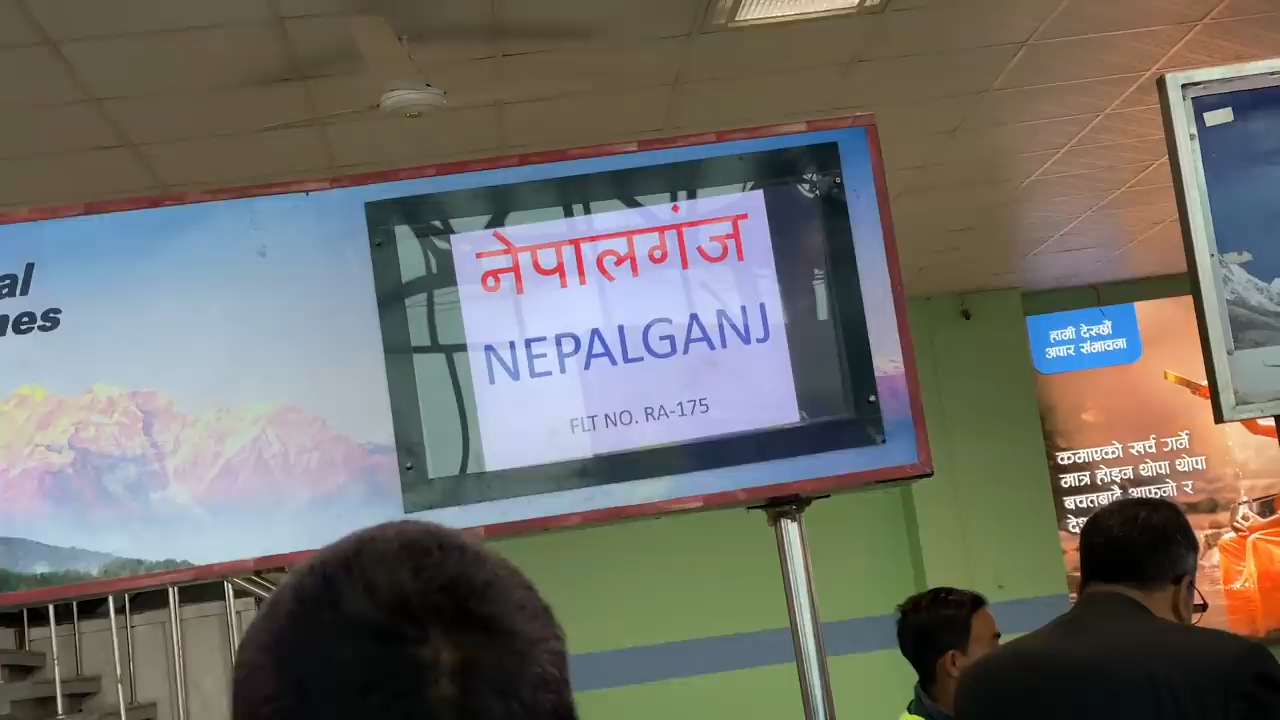 al
nes
नेपालगंज
NEPALGANJ
FLT NO. RA-175
हामी देख्छौं
अपार संभावना
कमाएको खर्च गर्ने
मात्र होइन थोपा थोपा
बचतबाटै आफ्नो र